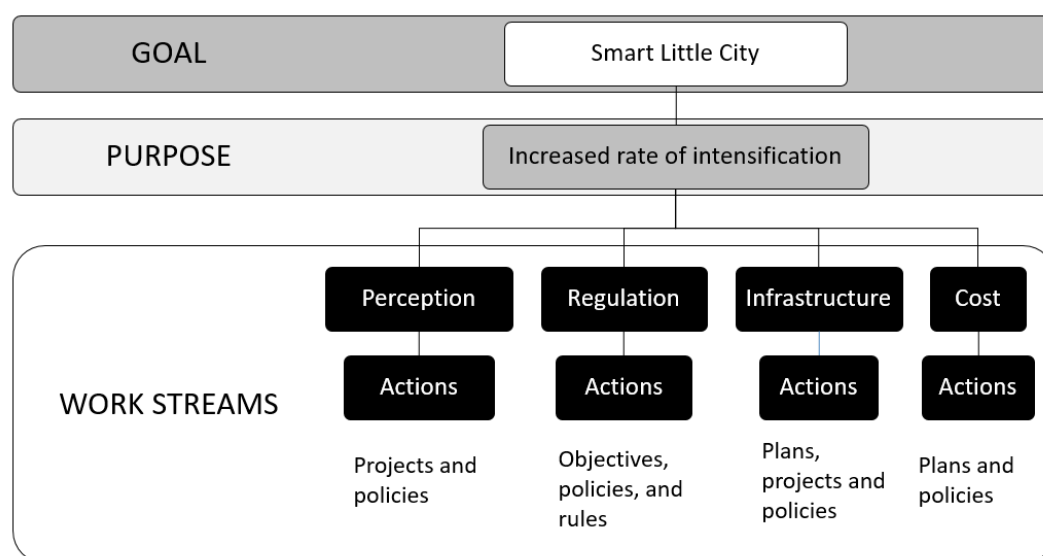 GOAL
Smart Little City
PURPOSE
Increased rate of intensification
WORK STREAMS
Perception
Regulation
Infrastructure
Cost
Actions
Actions
Actions
Actions
Projects and
policies
Objectives,
policies, and
rules
Plans,
projects and
policies
Plans and
policies